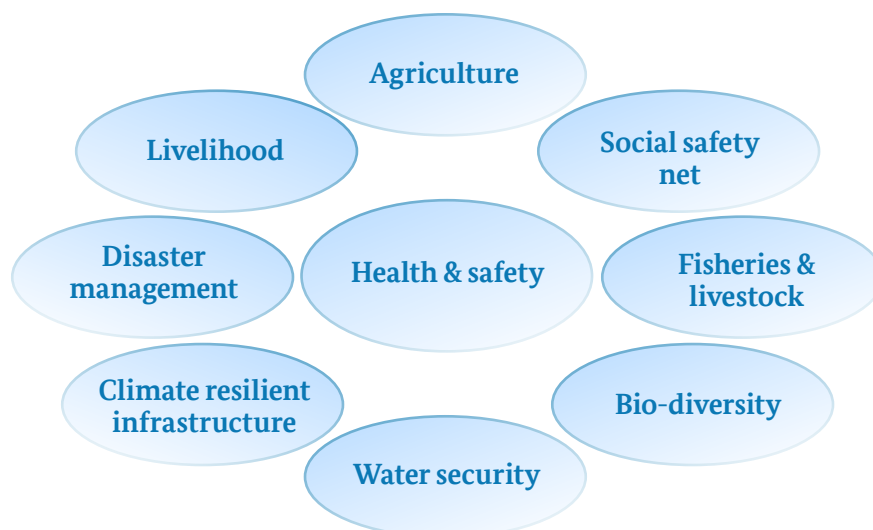 Agriculture
Livelihood
Social safety
net
Disaster
management
Health & safety
Fisheries &
livestock
Climate resilient
infrastructure
Bio-diversity
Water security